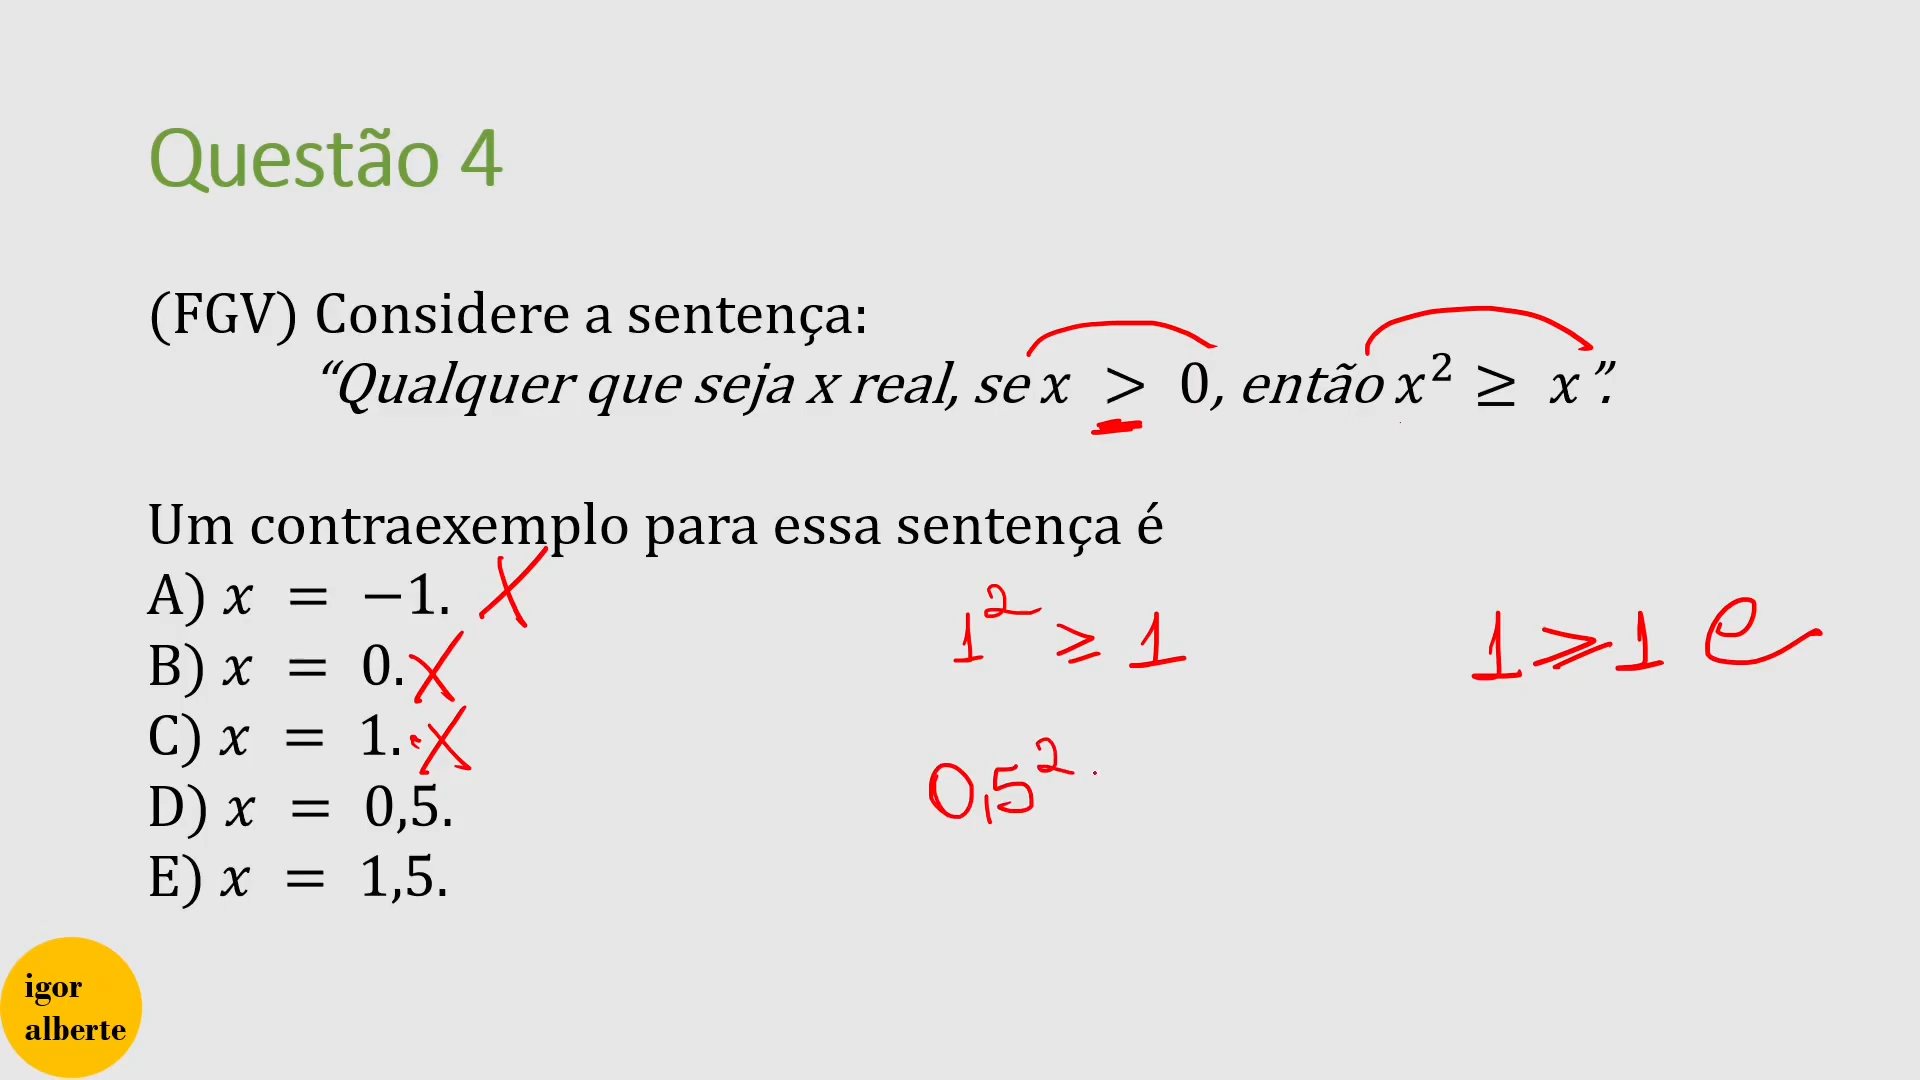 Questão 4
(FGV) Considere a sentença:
“Qualquer que seja x real, se x > 0, então x² ≥ x”.
Um contraexemplo para essa sentença é
A) x = −1.
B) x = 0.
C) x = 1.
D) x = 0,5.
E) x = 1,5.
1² ≥ 1
1 ≥ 1
0,5²
igor
alberte